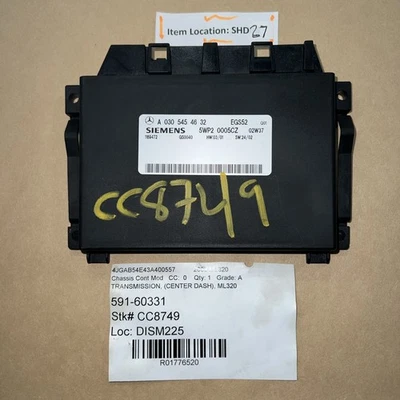 Item Location: SHD27
A 030 545 46 32 EGS52 001
SIEMENS 5WP2 0005CZ 02W37
CC8749
4JGAB54E43A400557
Chassis Cont Mod CC: 0 Qty: 1 Grade: A
TRANSMISSION, (CENTER DASH), ML320
591-60331
Stk# CC8749
Loc: DISM225
R01776520